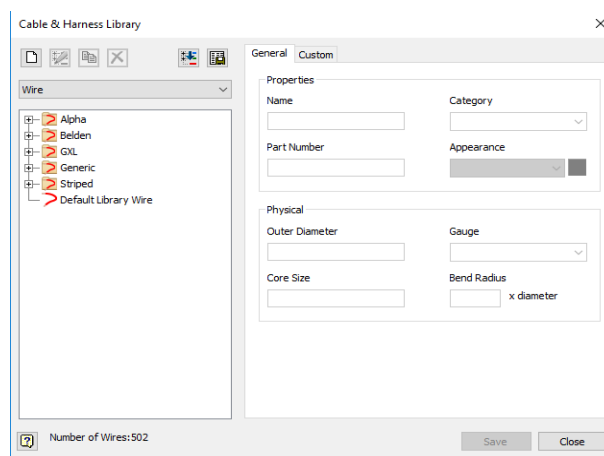 Cable & Harness Library
General Custom
Wire
Alpha
Belden
GXL
Generic
Striped
Default Library Wire
Properties
Name Category
Part Number Appearance
Physical
Outer Diameter Gauge
Core Size Bend Radius
x diameter
Number of Wires:502
Save Close